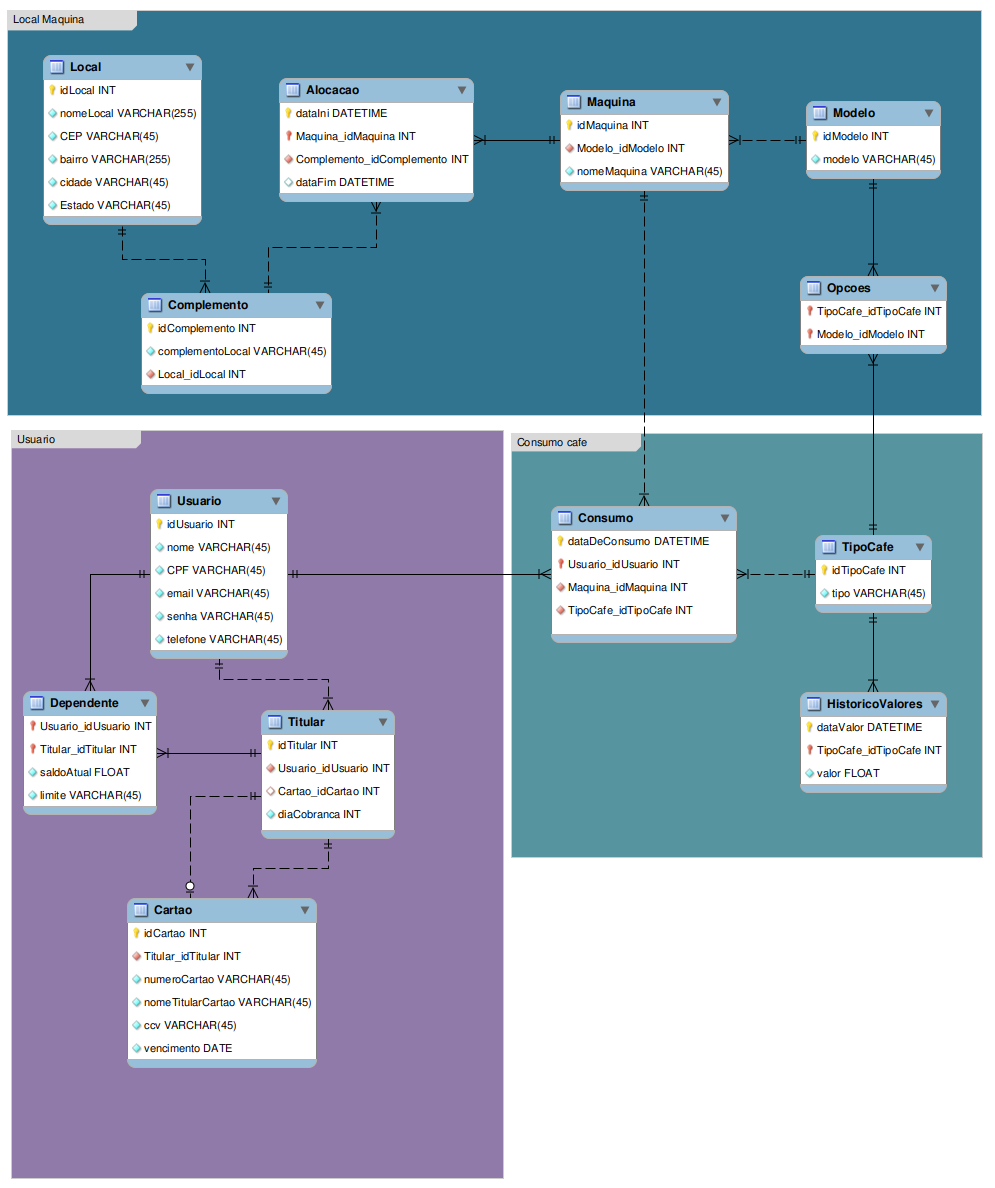 Local Maquina
Local
idLocal INT
nomeLocal VARCHAR(255)
CEP VARCHAR(45)
bairro VARCHAR(255)
cidade VARCHAR(45)
Estado VARCHAR(45)
Alocacao
dataIni DATETIME
Maquina_idMaquina INT
Complemento_idComplemento INT
dataFim DATETIME
Maquina
idMaquina INT
Modelo_idModelo INT
nomeMaquina VARCHAR(45)
Modelo
idModelo INT
modelo VARCHAR(45)
Complemento
idComplemento INT
complementoLocal VARCHAR(45)
Local_idLocal INT
Opcoes
TipoCafe_idTipoCafe INT
Modelo_idModelo INT
Usuario
Usuario
idUsuario INT
nome VARCHAR(45)
CPF VARCHAR(45)
email VARCHAR(45)
senha VARCHAR(45)
telefone VARCHAR(45)
Dependente
Usuario_idUsuario INT
Titular_idTitular INT
saldoAtual FLOAT
limite VARCHAR(45)
Titular
idTitular INT
Usuario_idUsuario INT
Cartao_idCartao INT
diaCobranca INT
Cartao
idCartao INT
Titular_idTitular INT
numeroCartao VARCHAR(45)
nomeTitularCartao VARCHAR(45)
ccv VARCHAR(45)
vencimento DATE
Consumo cafe
Consumo
dataDeConsumo DATETIME
Usuario_idUsuario INT
Maquina_idMaquina INT
TipoCafe_idTipoCafe INT
TipoCafe
idTipoCafe INT
tipo VARCHAR(45)
HistoricoValores
dataValor DATETIME
TipoCafe_idTipoCafe INT
valor FLOAT